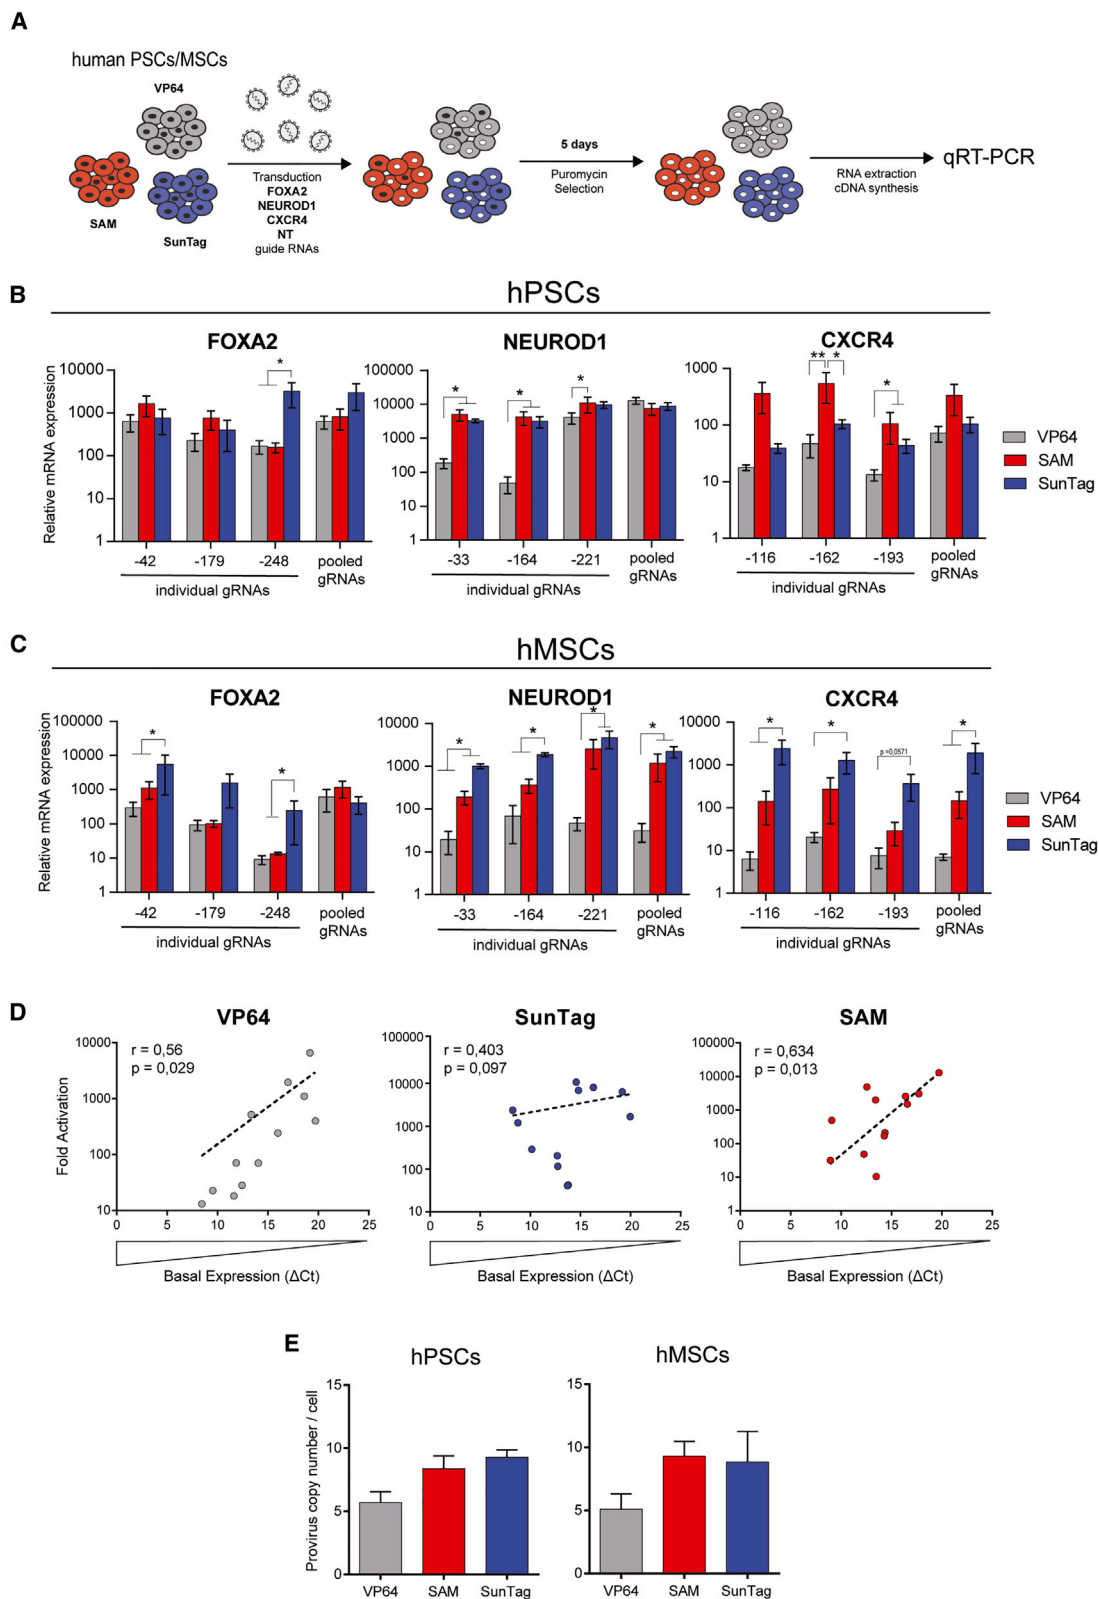 A
human PSCs/MSCs
VP64
SAM
SunTag
Transduction
FOXA2
NEUROD1
CXCR4
NT
guide RNAs
5 days
Puromycin
Selection
RNA extraction
cDNA synthesis
qRT-PCR
B
hPSCs
FOXA2
NEUROD1
CXCR4
Relative mRNA expression
10000
1000
100
10
1
*
-42
-179
-248
pooled
gRNAs
individual gRNAs
100000
10000
1000
100
10
1
*
*
*
-33
-164
-221
pooled
gRNAs
individual gRNAs
1000
100
10
1
**
*
*
-116
-162
-193
pooled
gRNAs
individual gRNAs
VP64
SAM
SunTag
C
hMSCs
FOXA2
NEUROD1
CXCR4
Relative mRNA expression
100000
10000
1000
100
10
1
*
*
-42
-179
-248
pooled
gRNAs
individual gRNAs
10000
1000
100
10
1
*
*
*
*
-33
-164
-221
pooled
gRNAs
individual gRNAs
10000
1000
100
10
1
*
*
p =0,0571
*
-116
-162
-193
pooled
gRNAs
individual gRNAs
VP64
SAM
SunTag
D
VP64
SunTag
SAM
Fold Activation
10000
1000
100
10
r = 0,56
p = 0,029
0 5 10 15 20 25
Basal Expression (ΔCt)
100000
10000
1000
100
10
r = 0,403
p = 0,097
0 5 10 15 20 25
Basal Expression (ΔCt)
100000
10000
1000
100
10
1
r = 0,634
p = 0,013
0 5 10 15 20 25
Basal Expression (ΔCt)
E
hPSCs
hMSCs
Provirus copy number / cell
15
10
5
0
VP64 SAM SunTag
15
10
5
0
VP64 SAM SunTag